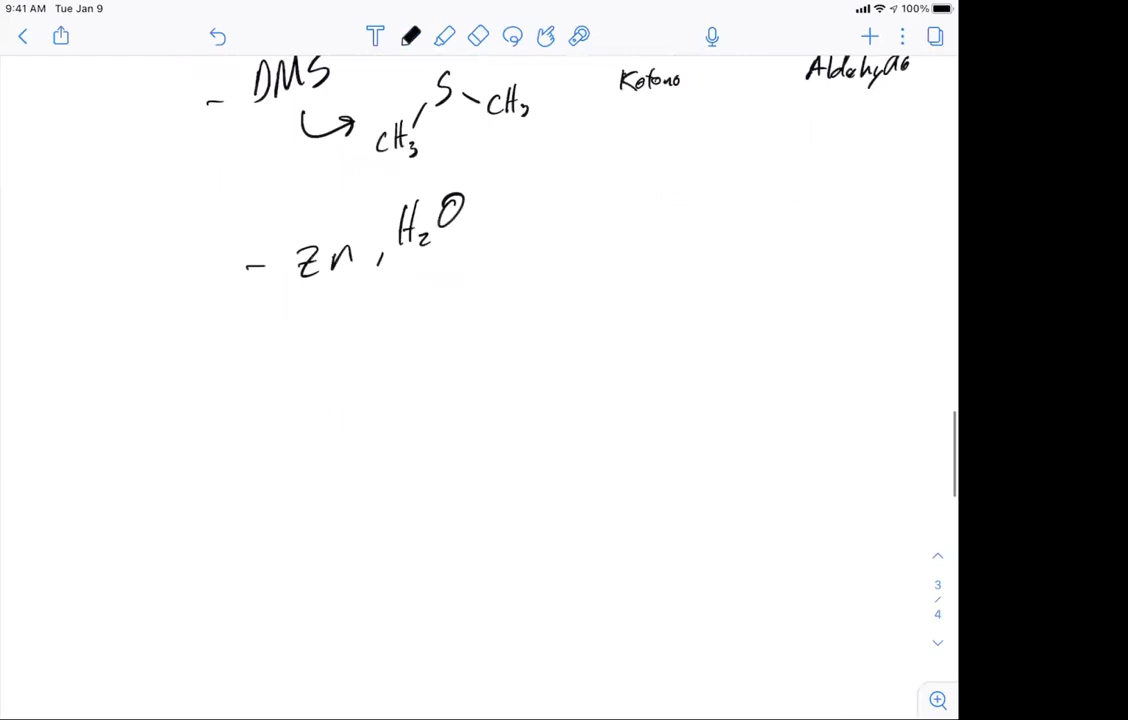 9:41 AM Tue Jan 9
100%
T
- DMS
S
CH3
CH3
Ketone
Aldehyde
- Zn, H2O
3
/
4